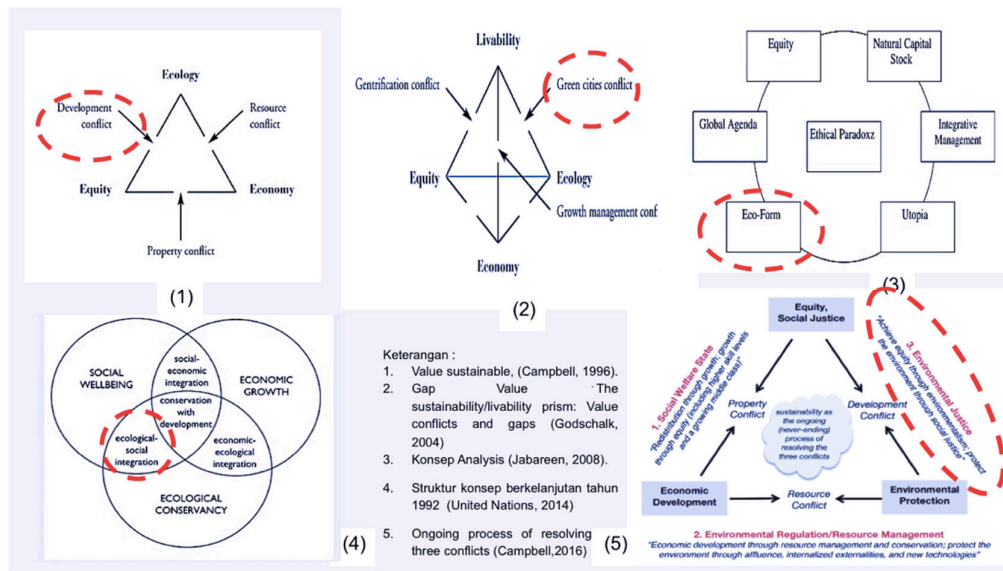 Ecology
Development
conflict
Resource
conflict
Equity
Economy
Property conflict
(1)
Livability
Gentrification conflict
Green cities conflict
Equity
Ecology
Growth management conf
Economy
(2)
Equity
Natural Capital
Stock
Global Agenda
Ethical Paradoxz
Integrative
Management
Eco-Form
Utopia
(3)
SOCIAL
WELLBEING
social-
economic
integration
ECONOMIC
GROWTH
conservation
with
development
ecological-
social
integration
economic-
ecological
integration
ECOLOGICAL
CONSERVANCY
(4)
Keterangan :
1. Value sustainable, (Campbell, 1996).
2. Gap Value The
sustainability/livability prism: Value
conflicts and gaps (Godschalk,
2004)
3. Konsep Analysis (Jabareen, 2008).
4. Struktur konsep berkelanjutan tahun
1992 (United Nations, 2014)
5. Ongoing process of resolving
three conflicts (Campbell,2016)
(5)
Equity,
Social Justice
1. Social Welfare State
"Redistribution through growth; growth
through equity (including higher skill levels
and a growing middle class)"
Property
Conflict
sustainability as
the ongoing
(never-ending)
process of
resolving the
three conflicts
Development
Conflict
3. Environmental Justice
"Achieve equity through environmentalism; protect
the environment through social justice"
Economic
Development
Resource
Conflict
Environmental
Protection
2. Environmental Regulation/Resource Management
"Economic development through resource management and conservation; protect the
environment through affluence, internalized externalities, and new technologies"